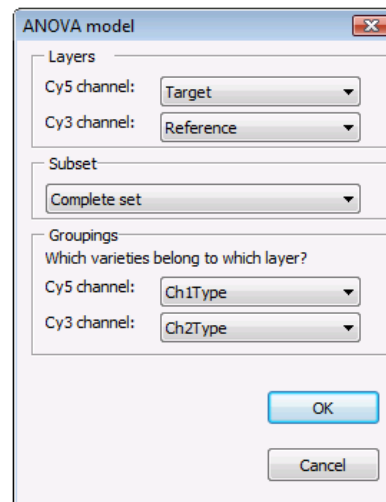 ANOVA model
Layers
Cy5 channel: Target
Cy3 channel: Reference
Subset
Complete set
Groupings
Which varieties belong to which layer?
Cy5 channel: Ch1Type
Cy3 channel: Ch2Type
OK
Cancel